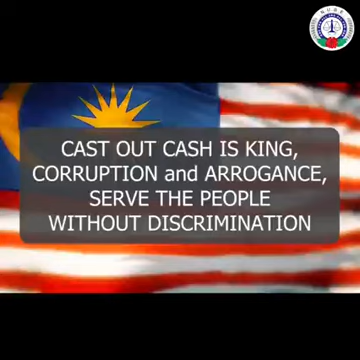 N.U.B.E
CAST OUT CASH IS KING,
CORRUPTION and ARROGANCE,
SERVE THE PEOPLE
WITHOUT DISCRIMINATION